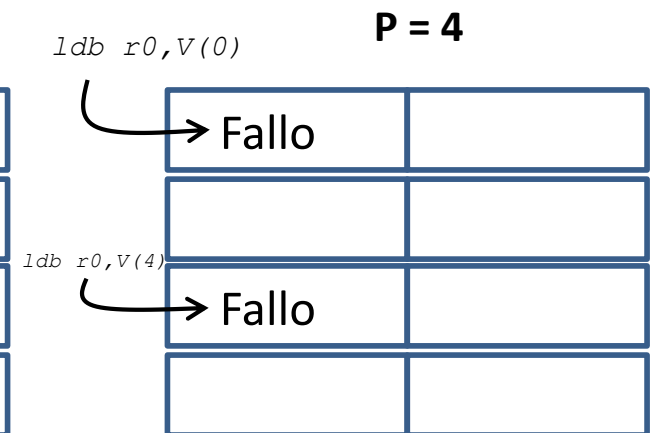 P = 4
ldb r0,V(0)
Fallo
ldb r0,V(4)
Fallo